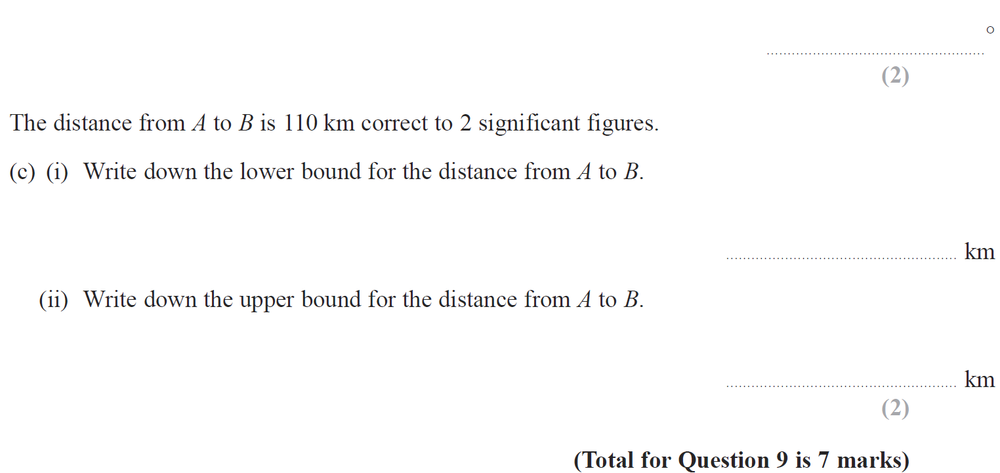 °
(2)
The distance from A to B is 110 km correct to 2 significant figures.
(c) (i) Write down the lower bound for the distance from A to B.
.................................................... km
(ii) Write down the upper bound for the distance from A to B.
.................................................... km
(2)
(Total for Question 9 is 7 marks)